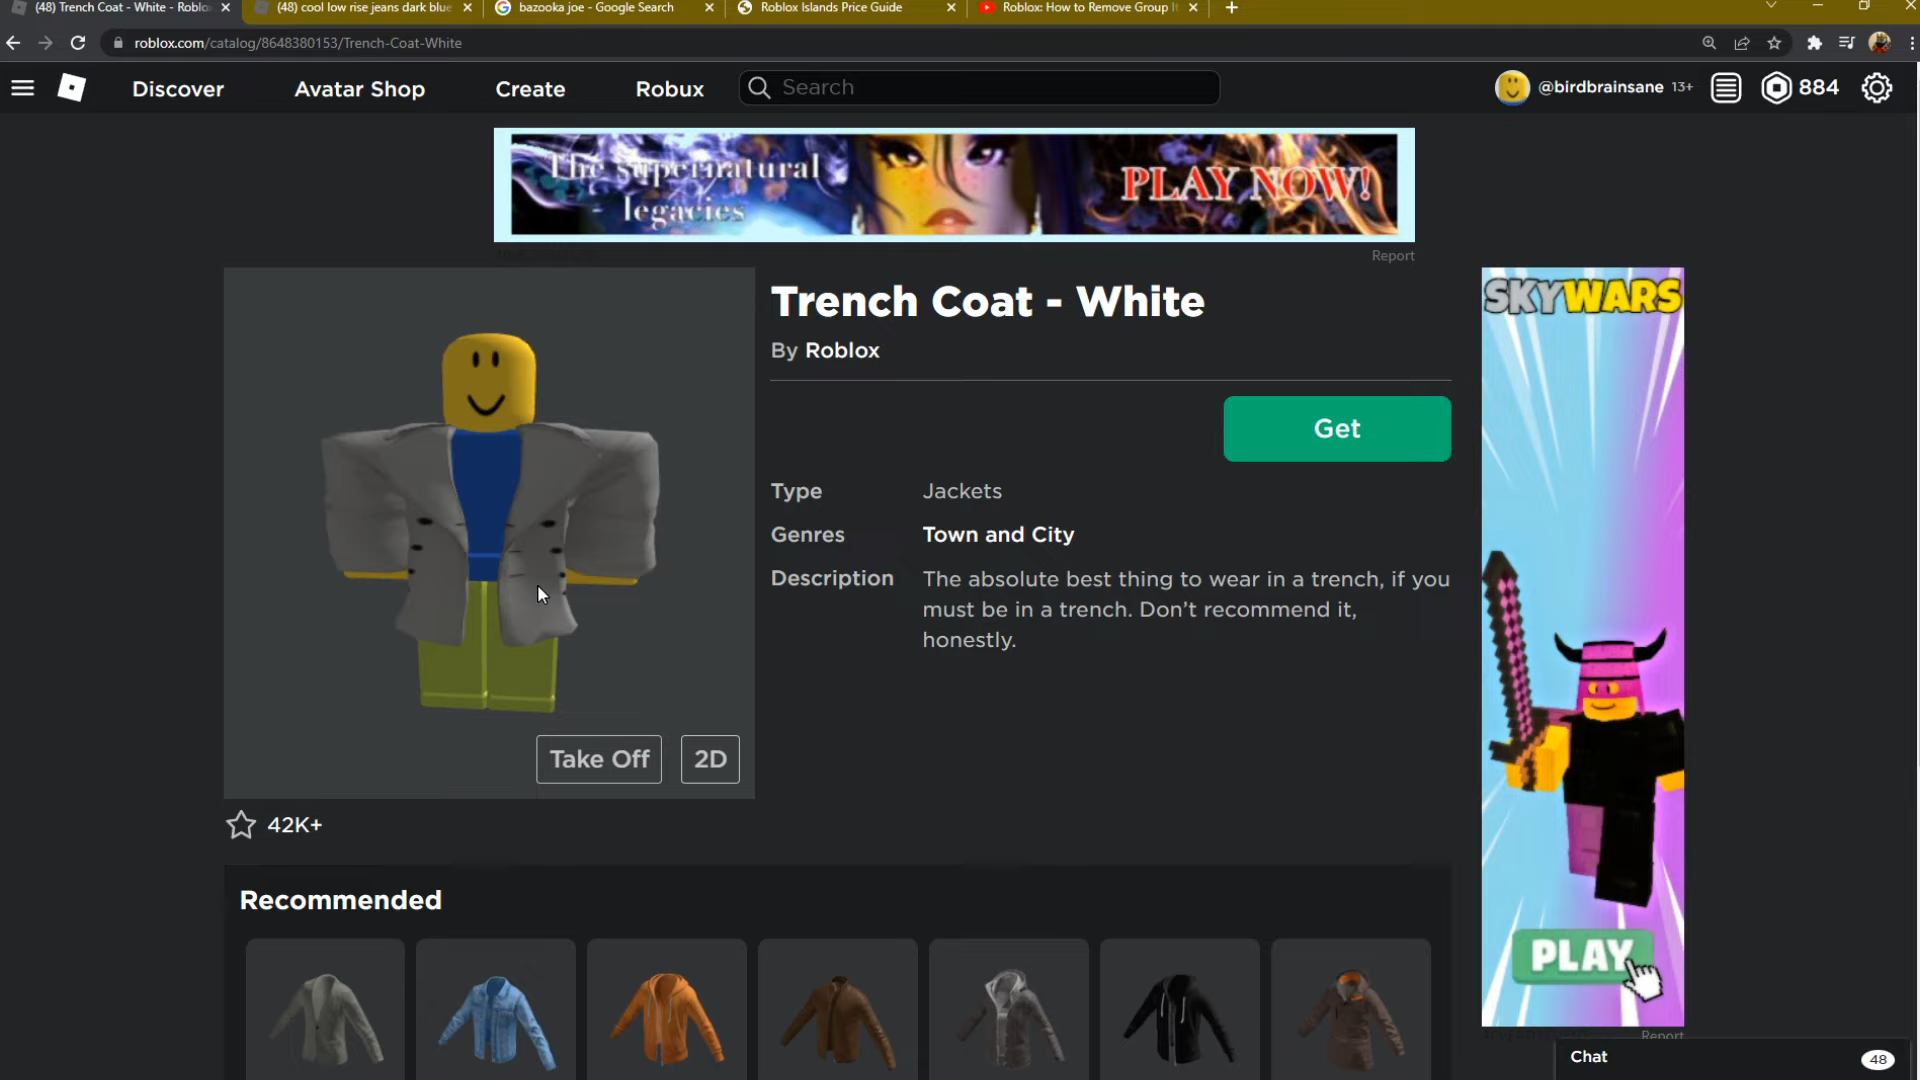 (48) Trench Coat - White - Roblo
(48) cool low rise jeans dark blue
bazooka joe - Google Search
Roblox Islands Price Guide
Roblox: How to Remove Group It
roblox.com/catalog/8648380153/Trench-Coat-White
Discover
Avatar Shop
Create
Robux
Search
@birdbrainsane 13+
884
The supernatural
legacies
PLAY NOW!
Report
Trench Coat - White
By Roblox
Get
Type Jackets
Genres Town and City
Description The absolute best thing to wear in a trench, if you
must be in a trench. Don’t recommend it,
honestly.
Take Off
2D
42K+
Recommended
SKYWARS
PLAY
Report
Chat
48